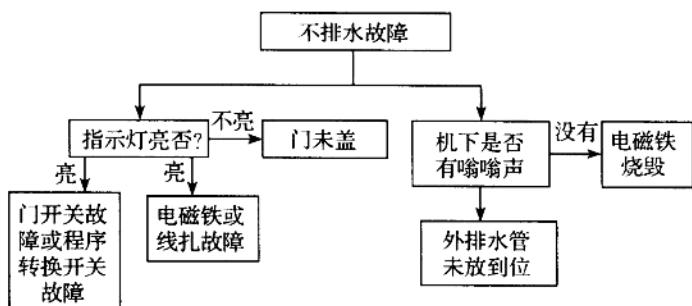 不排水故障
指示灯亮否?
不亮
门未盖
机下是否
有嗡嗡声
没有
电磁铁
烧毁
亮
亮
门开关故
障或程序
转换开关
故障
电磁铁或
线扎故障
外排水管
未放到位